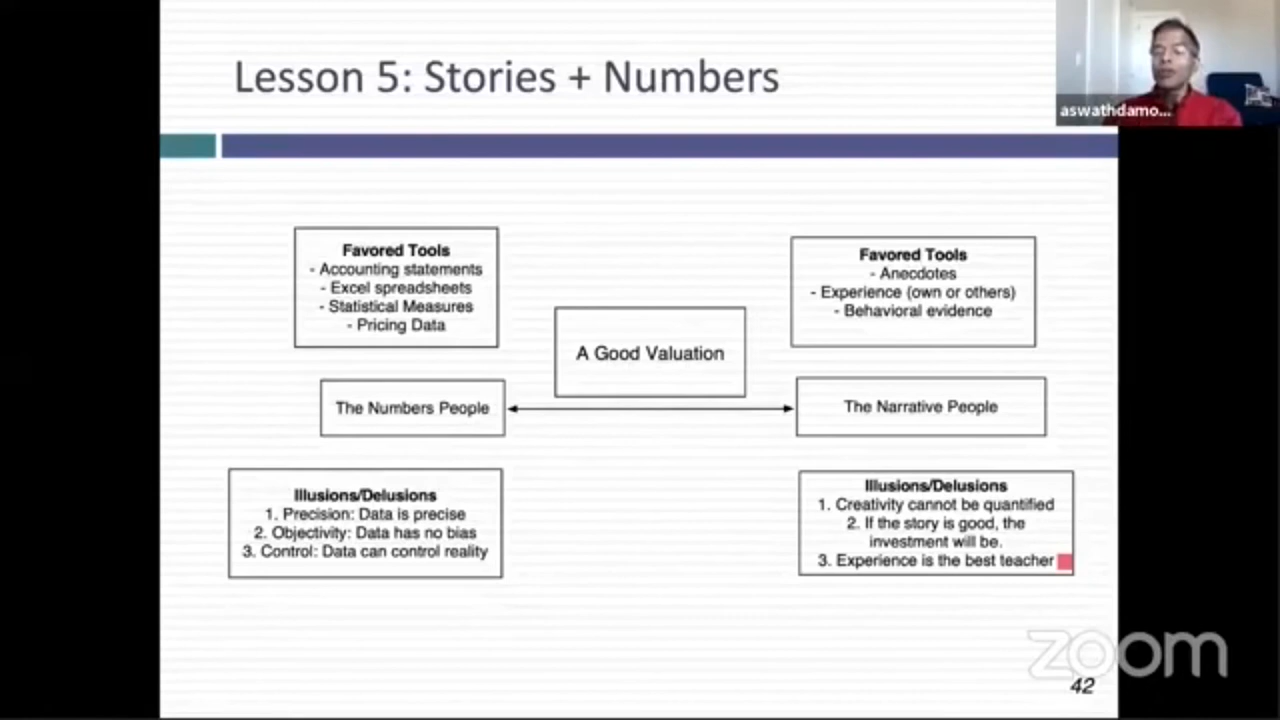 Lesson 5: Stories + Numbers
aswathdamo...
Favored Tools
- Accounting statements
- Excel spreadsheets
- Statistical Measures
- Pricing Data
Favored Tools
- Anecdotes
- Experience (own or others)
- Behavioral evidence
A Good Valuation
The Numbers People
The Narrative People
Illusions/Delusions
1. Precision: Data is precise
2. Objectivity: Data has no bias
3. Control: Data can control reality
Illusions/Delusions
1. Creativity cannot be quantified
2. If the story is good, the
investment will be.
3. Experience is the best teacher
zoom
42